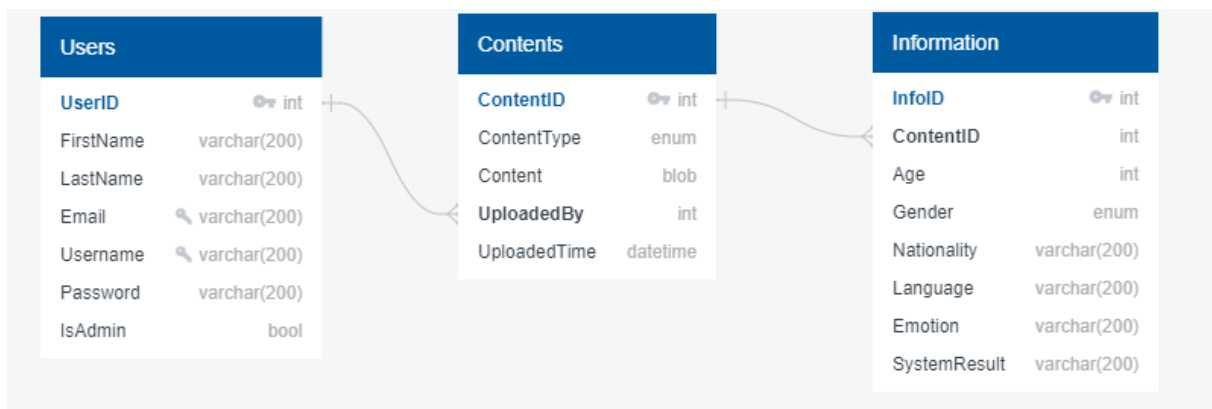 Users
UserID int
FirstName varchar(200)
LastName varchar(200)
Email varchar(200)
Username varchar(200)
Password varchar(200)
IsAdmin bool
Contents
ContentID int
ContentType enum
Content blob
UploadedBy int
UploadedTime datetime
Information
InfoID int
ContentID int
Age int
Gender enum
Nationality varchar(200)
Language varchar(200)
Emotion varchar(200)
SystemResult varchar(200)